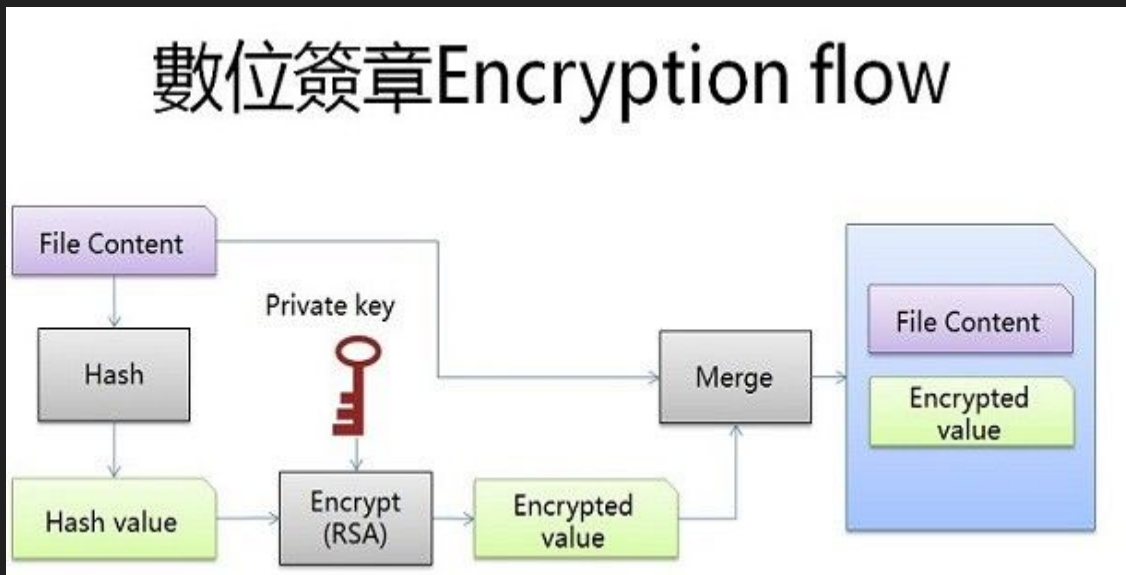 數位簽章Encryption flow
File Content
Private key
Hash
Merge
File Content
Encrypted
value
Hash value
Encrypt
(RSA)
Encrypted
value